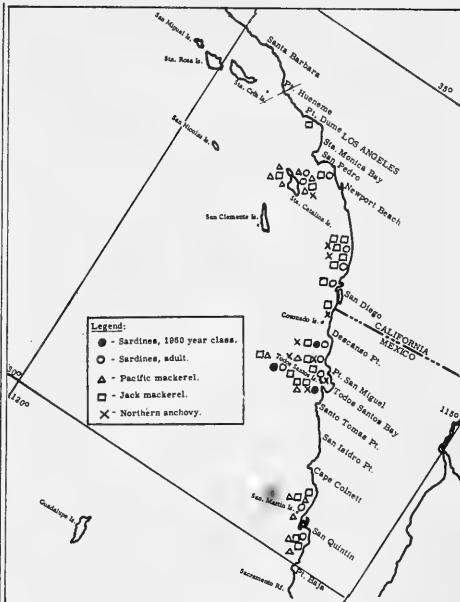 San Miguel Is.
Sta. Rosa Is.
Sta. Cruz Is.
Santa Barbara
Pt. Hueneme
Pt. Dume
LOS ANGELES
Sta. Monica Bay
San Pedro
Newport Beach
35°
San Nicolas Is.
Sta. Catalina Is.
San Clemente Is.
San Diego
Coronado Is.
CALIFORNIA
MEXICO
Descanso Pt.
Legend:
- Sardines, 1960 year class.
- Sardines, adult.
- Pacific mackerel.
- Jack mackerel.
- Northern anchovy.
Todos Santos Is.
Pt. San Miguel
Todos Santos Bay
Santo Tomas Pt.
San Isidro Pt.
30°
120°
115°
Cape Colnett
San Martin Is.
San Quintin
Guadalupe Is.
Sacramento Rf.
Pt. Baja